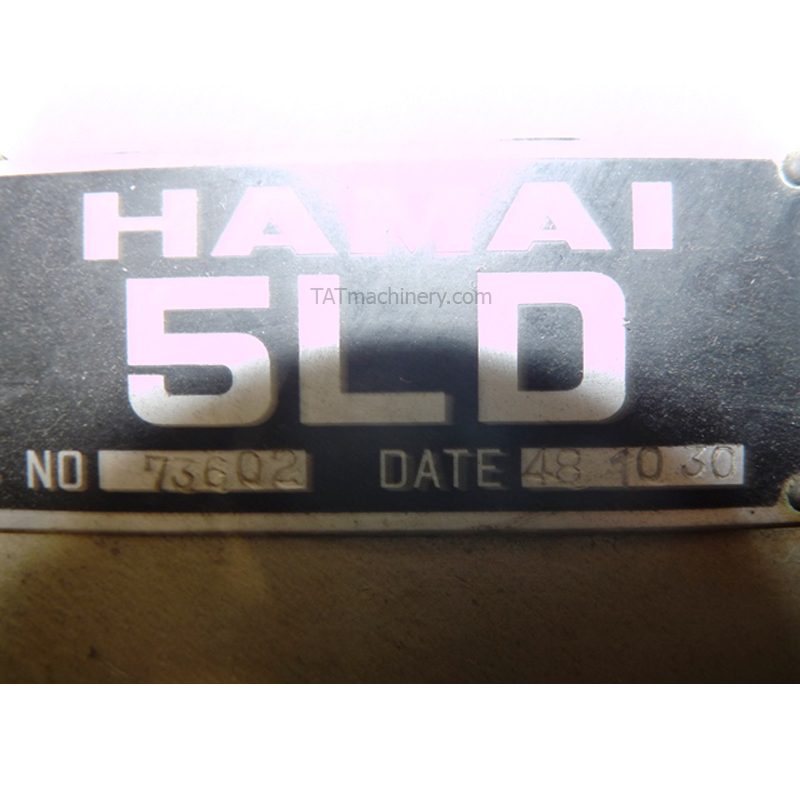 HAMAI
TATmachinery.com
5LD
NO 73602 DATE 48 10 30